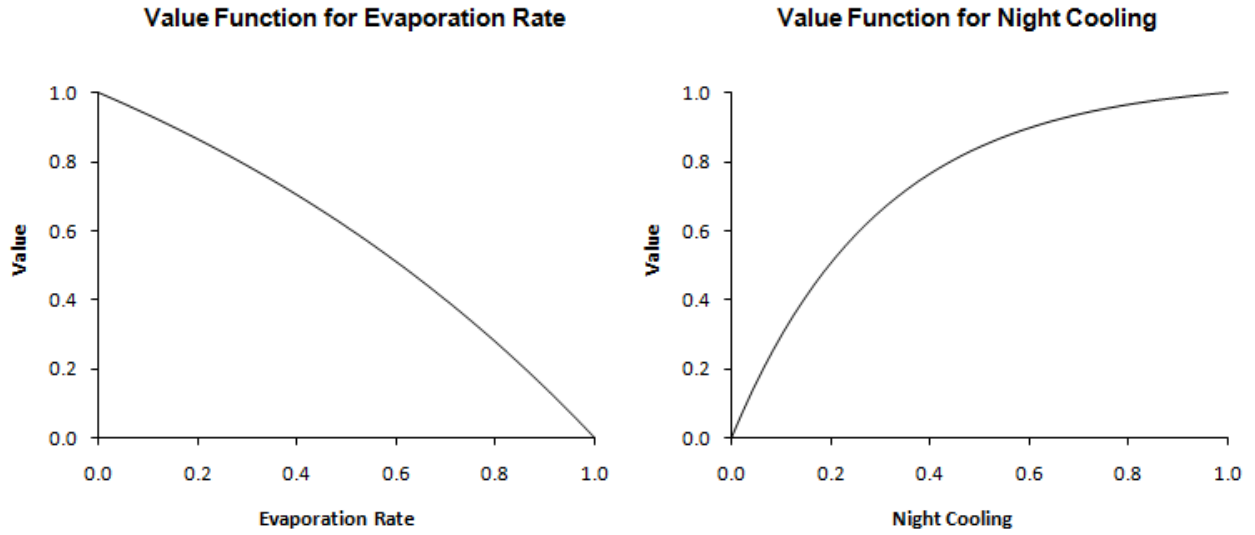 Value Function for Evaporation Rate
1.0
0.8
0.6
0.4
0.2
0.0
Value
0.0 0.2 0.4 0.6 0.8 1.0
Evaporation Rate
Value Function for Night Cooling
1.0
0.8
0.6
0.4
0.2
0.0
Value
0.0 0.2 0.4 0.6 0.8 1.0
Night Cooling